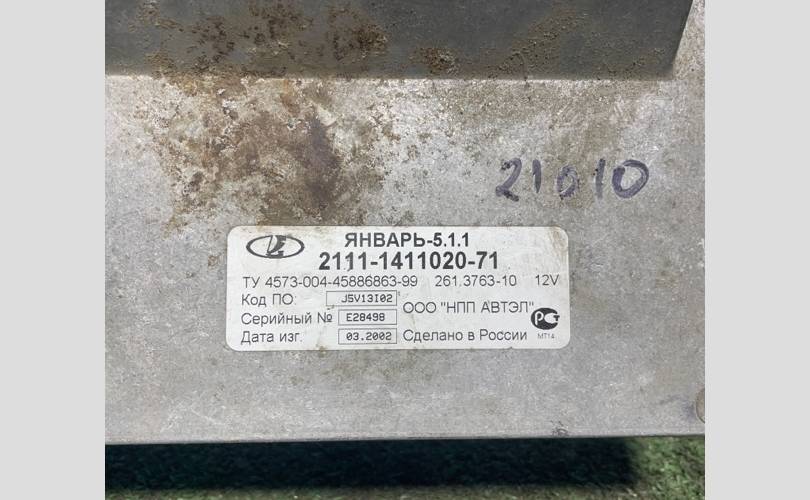 21010
ЯНВАРЬ-5.1.1
2111-1411020-71
ТУ 4573-004-45886863-99 261.3763-10 12V
Код ПО: J5V13I02 ООО "НПП АВТЭЛ"
Серийный № E28498
Дата изг. 03.2002 Сделано в России
МТ14